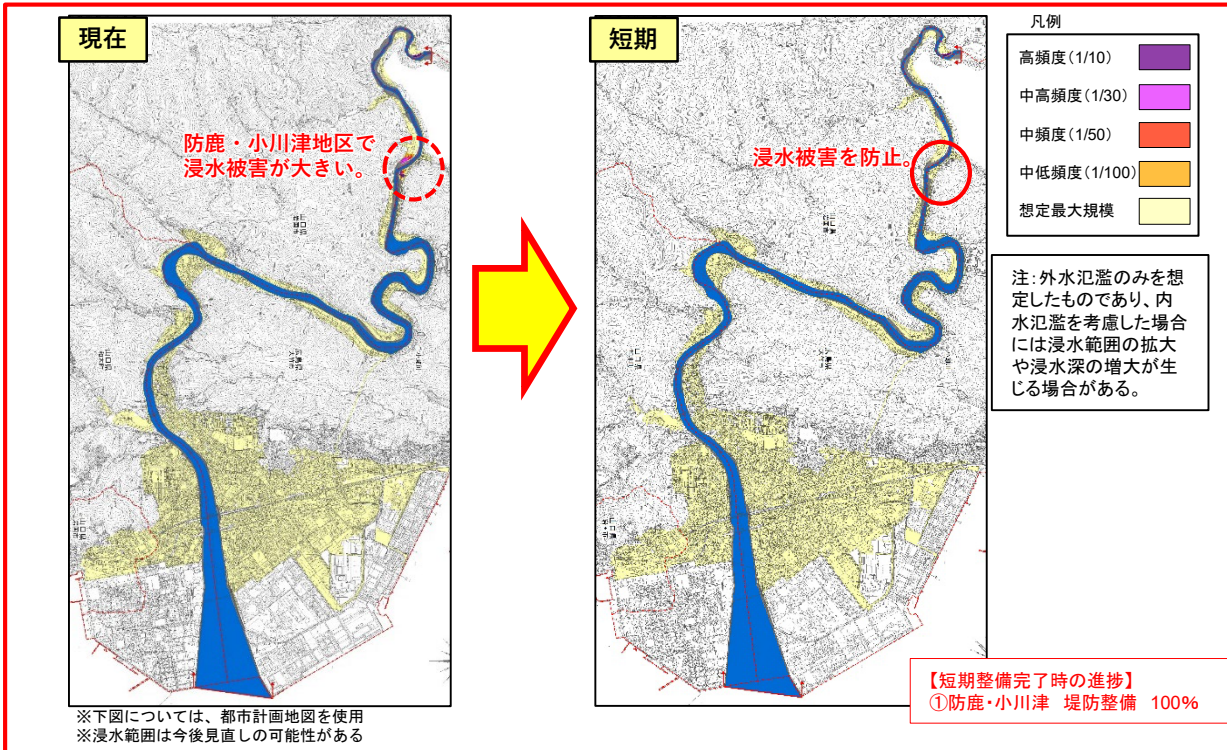 現在
防鹿・小川津地区で
浸水被害が大きい。
※下図については、都市計画地図を使用
※浸水範囲は今後見直しの可能性がある
短期
浸水被害を防止。
凡例
高頻度(1/10)
中高頻度(1/30)
中頻度(1/50)
中低頻度(1/100)
想定最大規模
注:外水氾濫のみを想
定したものであり、内
水氾濫を考慮した場合
には浸水範囲の拡大
や浸水深の増大が生
じる場合がある。
【短期整備完了時の進捗】
①防鹿・小川津 堤防整備 100%